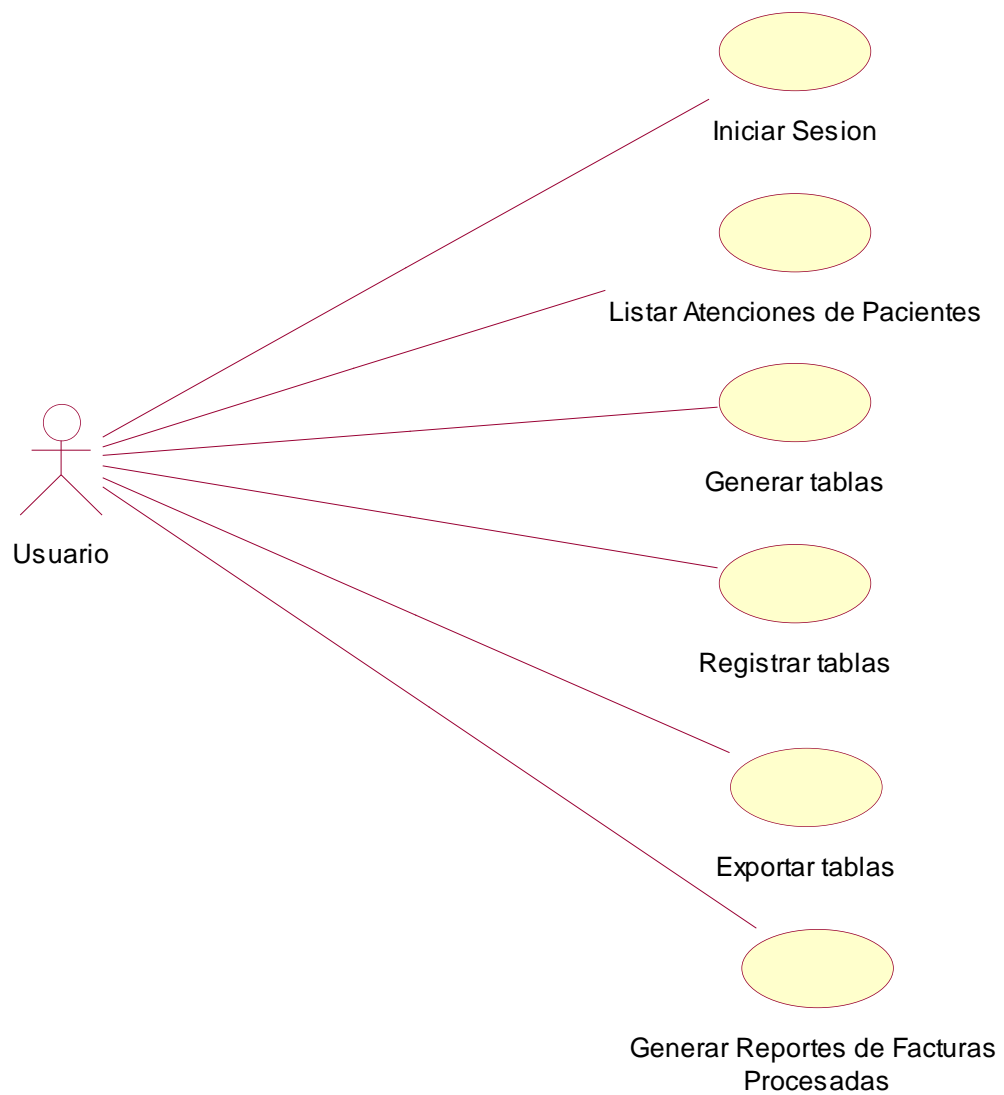 Iniciar Sesion
Listar Atenciones de Pacientes
Generar tablas
Usuario
Registrar tablas
Exportar tablas
Generar Reportes de Facturas
Procesadas